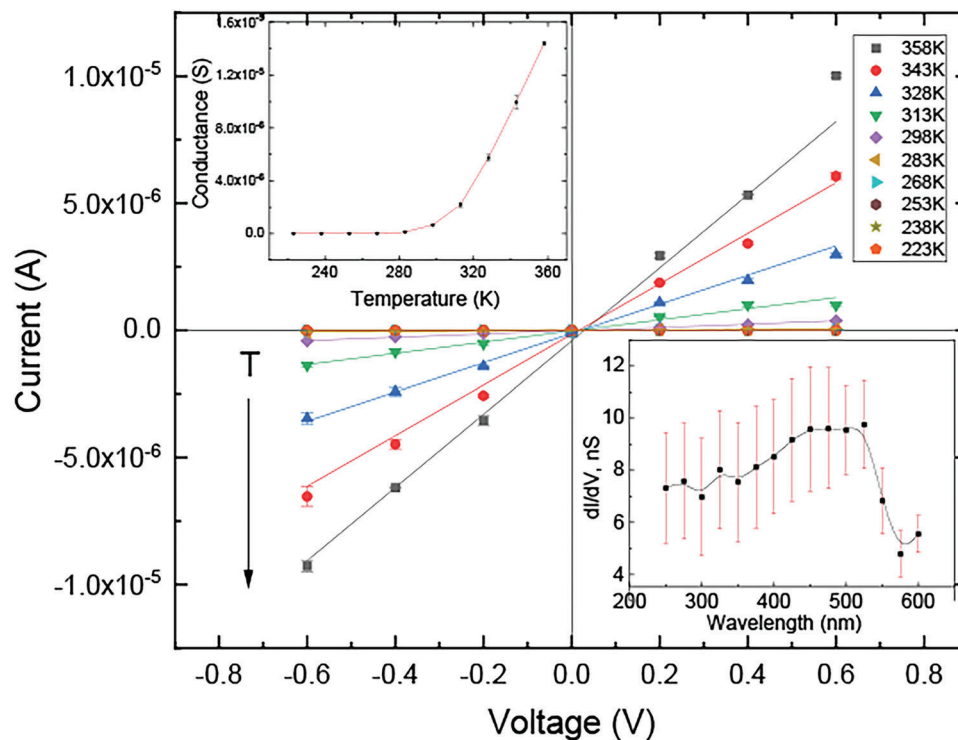 1.6x10⁻⁵
1.2x10⁻⁵
8.0x10⁻⁶
4.0x10⁻⁶
0.0
Conductance (S)
240 280 320 360
Temperature (K)
358K
343K
328K
313K
298K
283K
268K
253K
238K
223K
1.0x10⁻⁵
5.0x10⁻⁶
0.0
-5.0x10⁻⁶
-1.0x10⁻⁵
Current (A)
T
12
10
8
6
4
dI/dV, nS
200 300 400 500 600
Wavelength (nm)
-0.8 -0.6 -0.4 -0.2 0.0 0.2 0.4 0.6 0.8
Voltage (V)